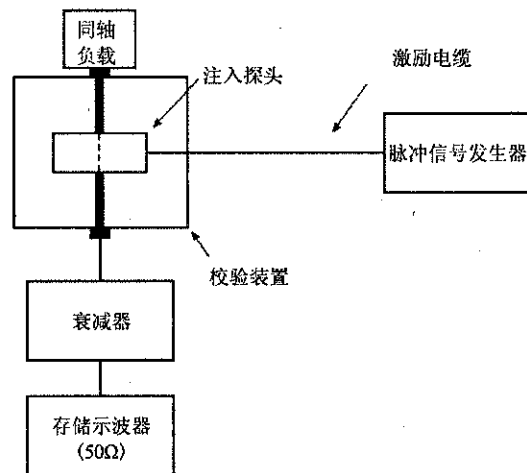 同轴
负载
注入探头
激励电缆
脉冲信号发生器
校验装置
衰减器
存储示波器
(50Ω)